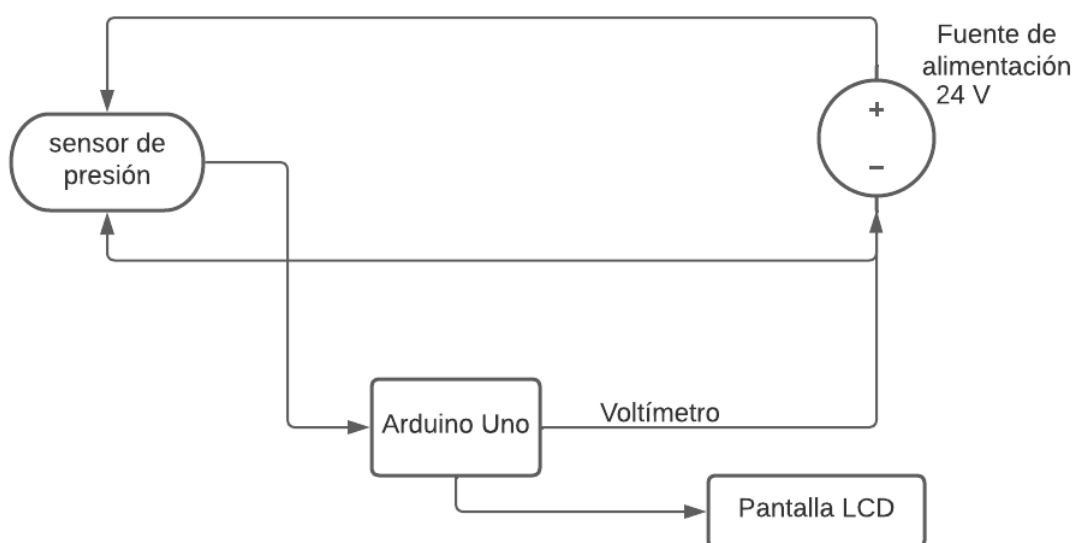 Fuente de
alimentación
24 V
+
−
sensor de
presión
Arduino Uno
Voltímetro
Pantalla LCD